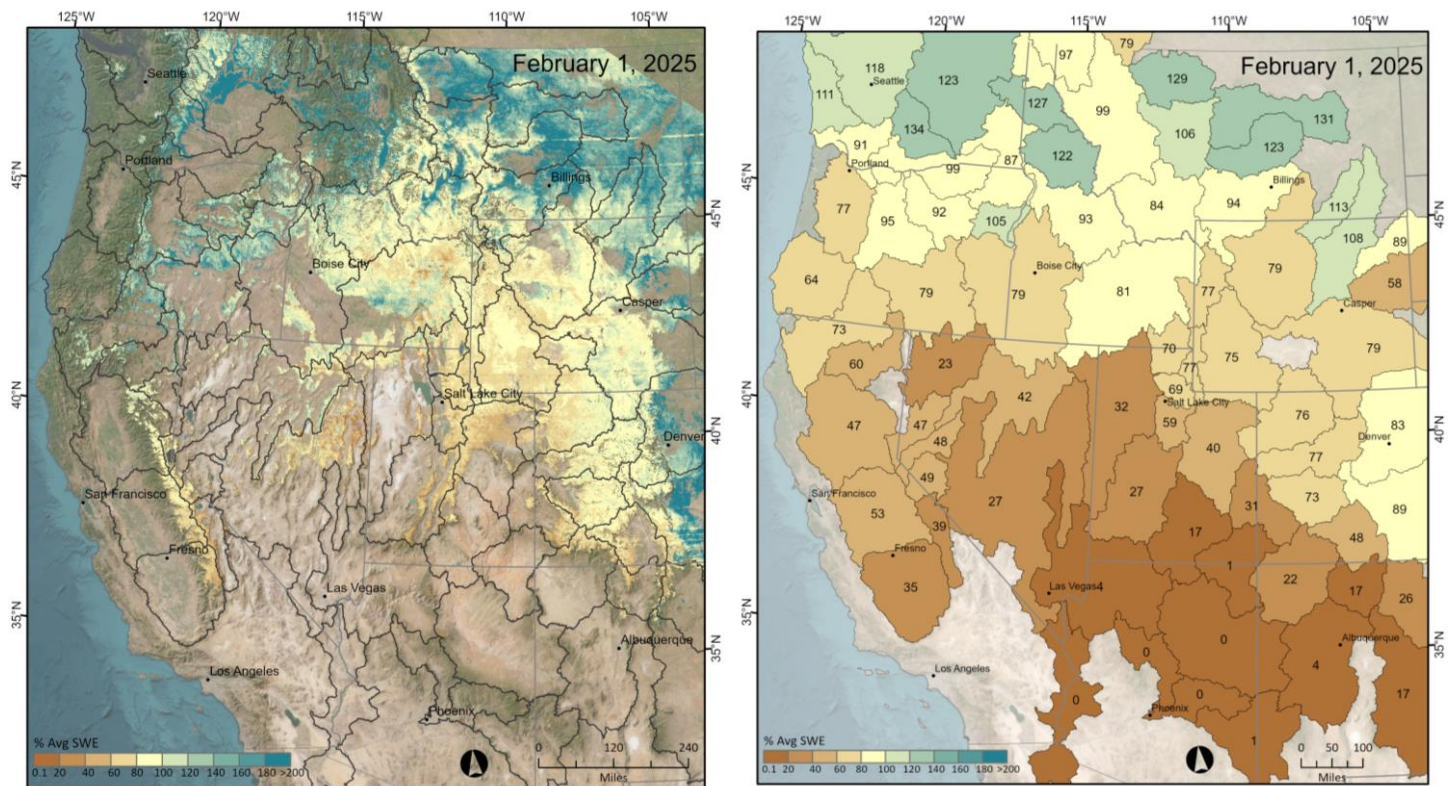 125°W 120°W 115°W 110°W 105°W
February 1, 2025
Seattle
Portland
45°N 45°N
Billings
Boise City
Casper
40°N 40°N
Salt Lake City
Denver
San Francisco
Fresno
Las Vegas
35°N 35°N
Albuquerque
Los Angeles
Phoenix
% Avg SWE
0.1 20 40 60 80 100 120 140 160 180 >200
0 120 240
Miles
125°W 120°W 115°W 110°W 105°W
February 1, 2025
97 79
118 123 129
Seattle
111 127 99 131
134 106
91 122 123
Portland 99 87
45°N 45°N
Billings
77 95 92 105 93 84 94 113
108 89
Boise City
64 79 79 81 77 79 58
Casper
73 70 75 79
60 23 77
40°N 69 40°N
Salt Lake City
47 42 32 59 76 83
47 48 40 Denver
77
San Francisco 49 27 27 73 89
53 39 31
17 48
Fresno
35 1 22 17 26
Las Vegas 4
35°N 35°N
0 Albuquerque
0 4
Los Angeles
0 0 17
Phoenix
1
% Avg SWE
0.1 20 40 60 80 100 120 140 160 180 >200
0 50 100
Miles